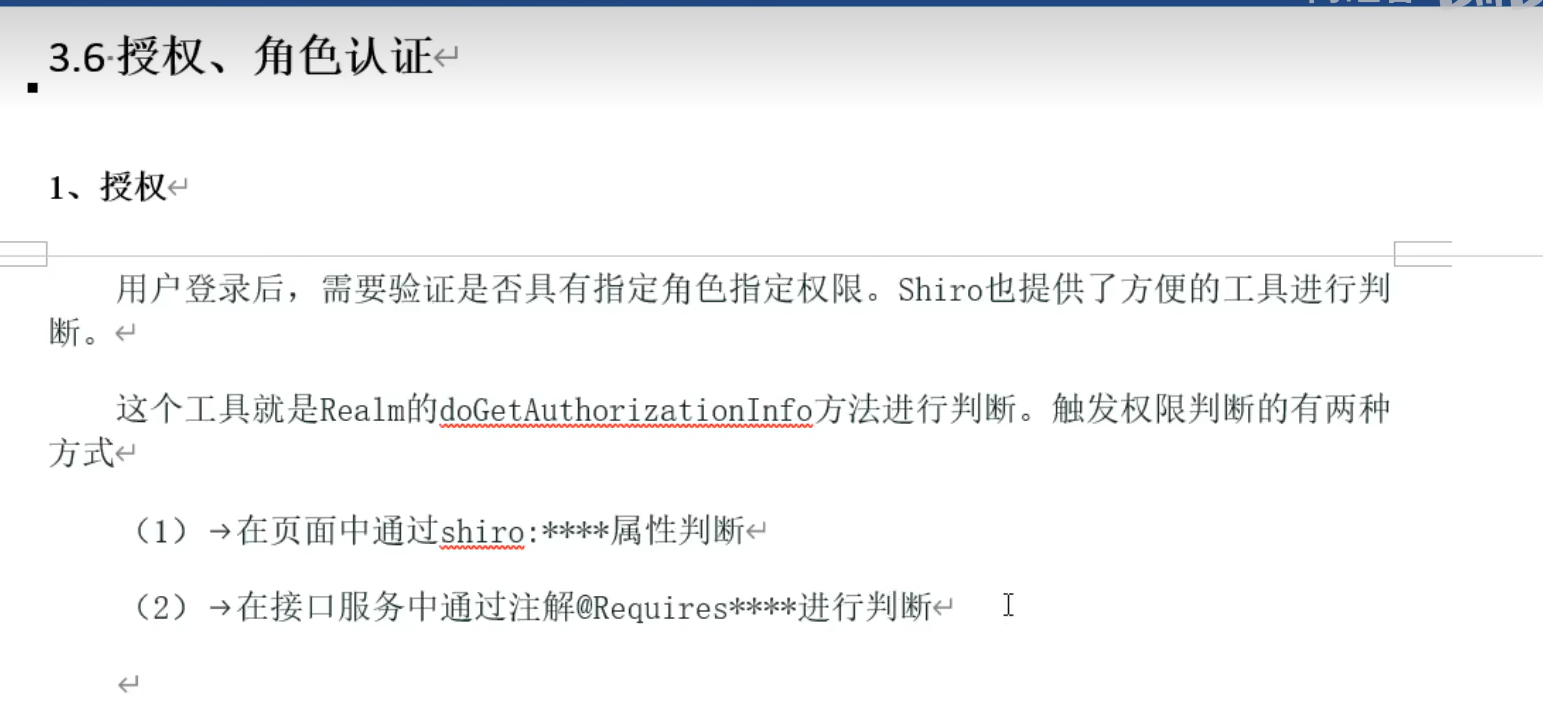 3.6 授权、角色认证
1、授权
用户登录后，需要验证是否具有指定角色指定权限。Shiro也提供了方便的工具进行判
断。
这个工具就是Realm的doGetAuthorizationInfo方法进行判断。触发权限判断的有两种
方式
（1）→在页面中通过shiro:****属性判断
（2）→在接口服务中通过注解@Requires****进行判断